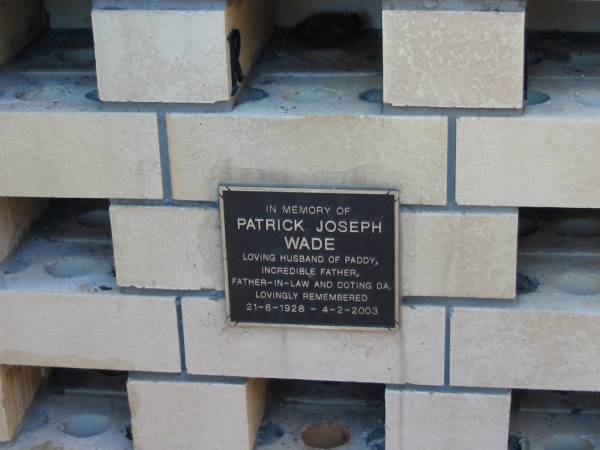 R
IN MEMORY OF
PATRICK JOSEPH
WADE
LOVING HUSBAND OF PADDY,
INCREDIBLE FATHER,
FATHER-IN-LAW AND DOTING DA.
LOVINGLY REMEMBERED
21-6-1928 - 4-2-2003